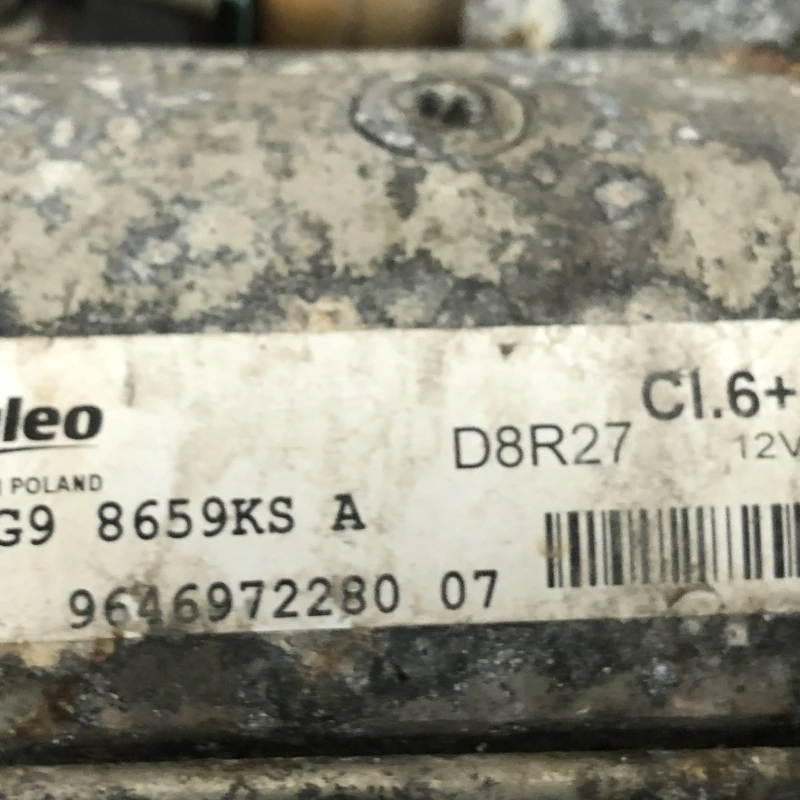 leo
POLAND
G9 8659KS A
9646972280 07
D8R27
Cl.6+
12V